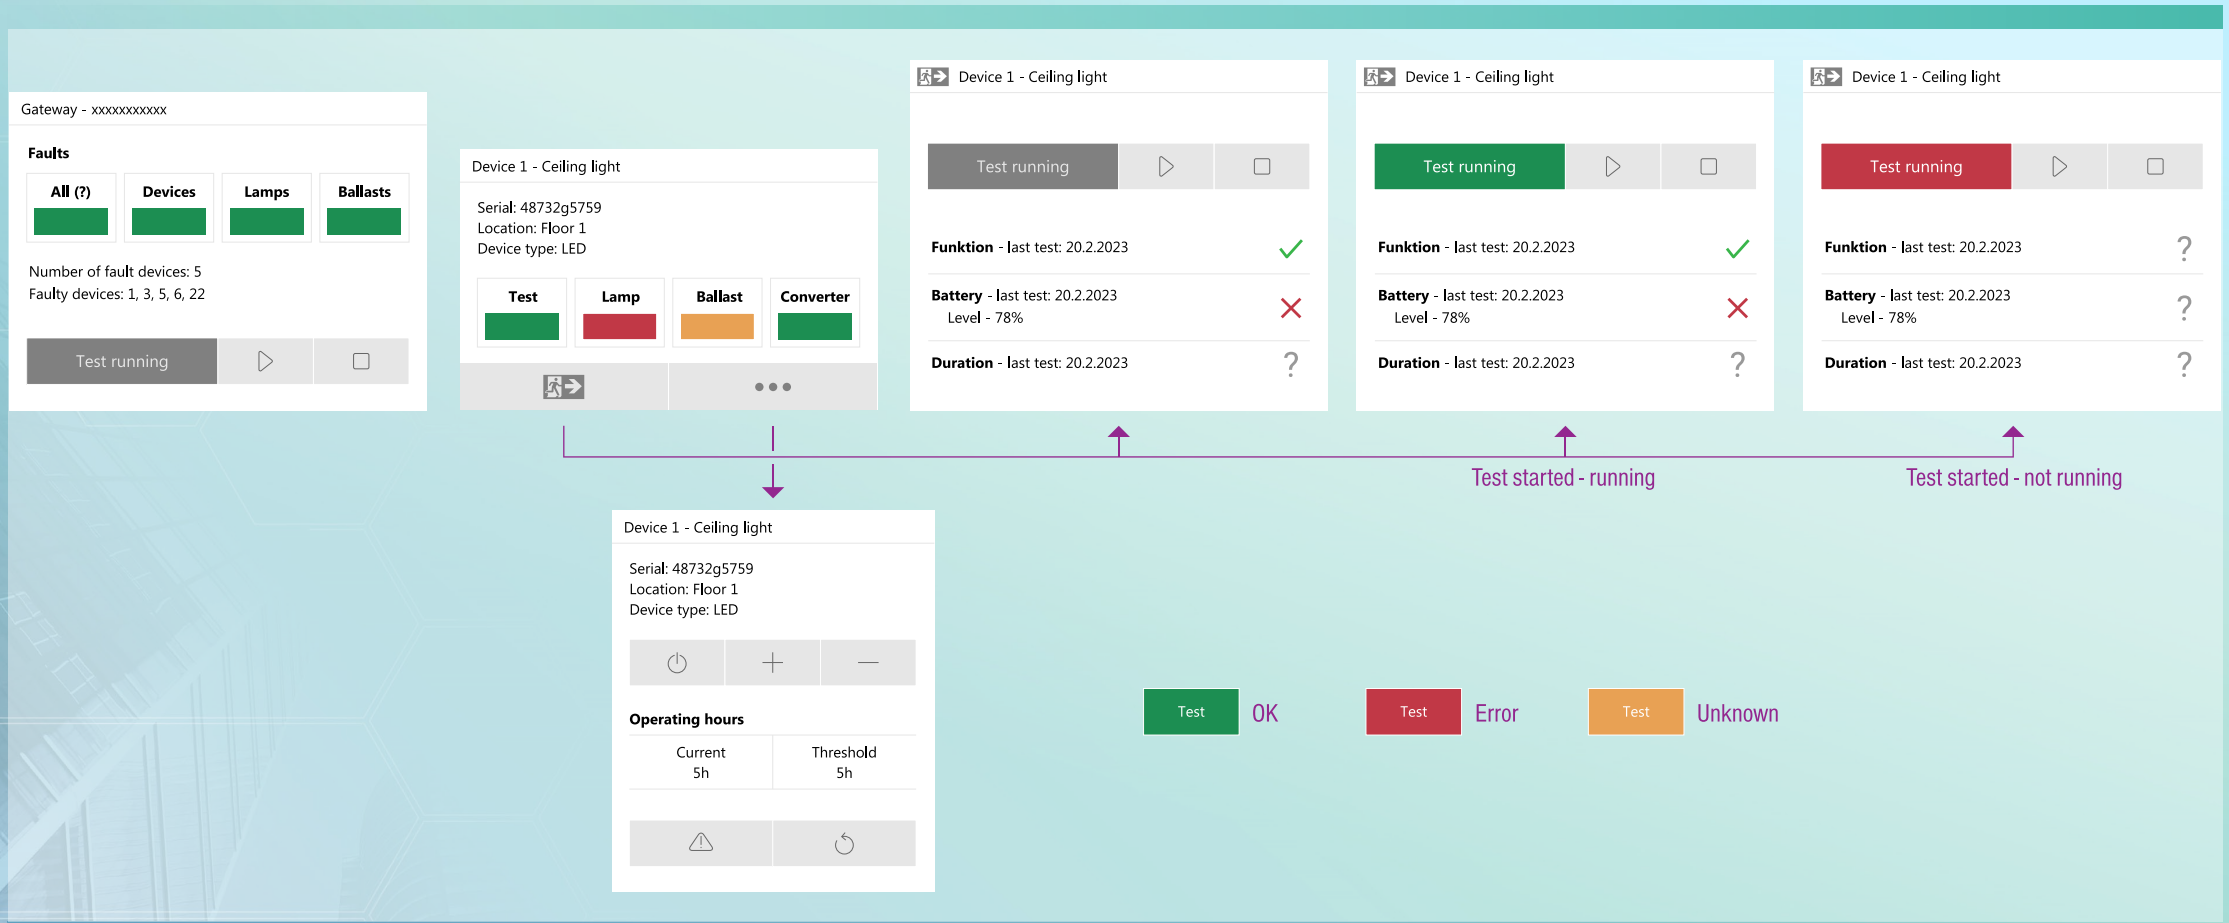 Gateway - xxxxxxxxxxx
Faults
All (?) Devices Lamps Ballasts
Number of fault devices: 5
Faulty devices: 1, 3, 5, 6, 22
Test running
Device 1 - Ceiling light
Serial: 48732g5759
Location: Floor 1
Device type: LED
Test Lamp Ballast Converter
Device 1 - Ceiling light
Test running
Funktion - last test: 20.2.2023
Battery - last test: 20.2.2023
Level - 78%
Duration - last test: 20.2.2023
?
Device 1 - Ceiling light
Test running
Funktion - last test: 20.2.2023
Battery - last test: 20.2.2023
Level - 78%
Duration - last test: 20.2.2023
?
Test started - running
Device 1 - Ceiling light
Test running
Funktion - last test: 20.2.2023
?
Battery - last test: 20.2.2023
Level - 78%
?
Duration - last test: 20.2.2023
?
Test started - not running
Device 1 - Ceiling light
Serial: 48732g5759
Location: Floor 1
Device type: LED
Operating hours
Current Threshold
5h 5h
Test OK
Test Error
Test Unknown